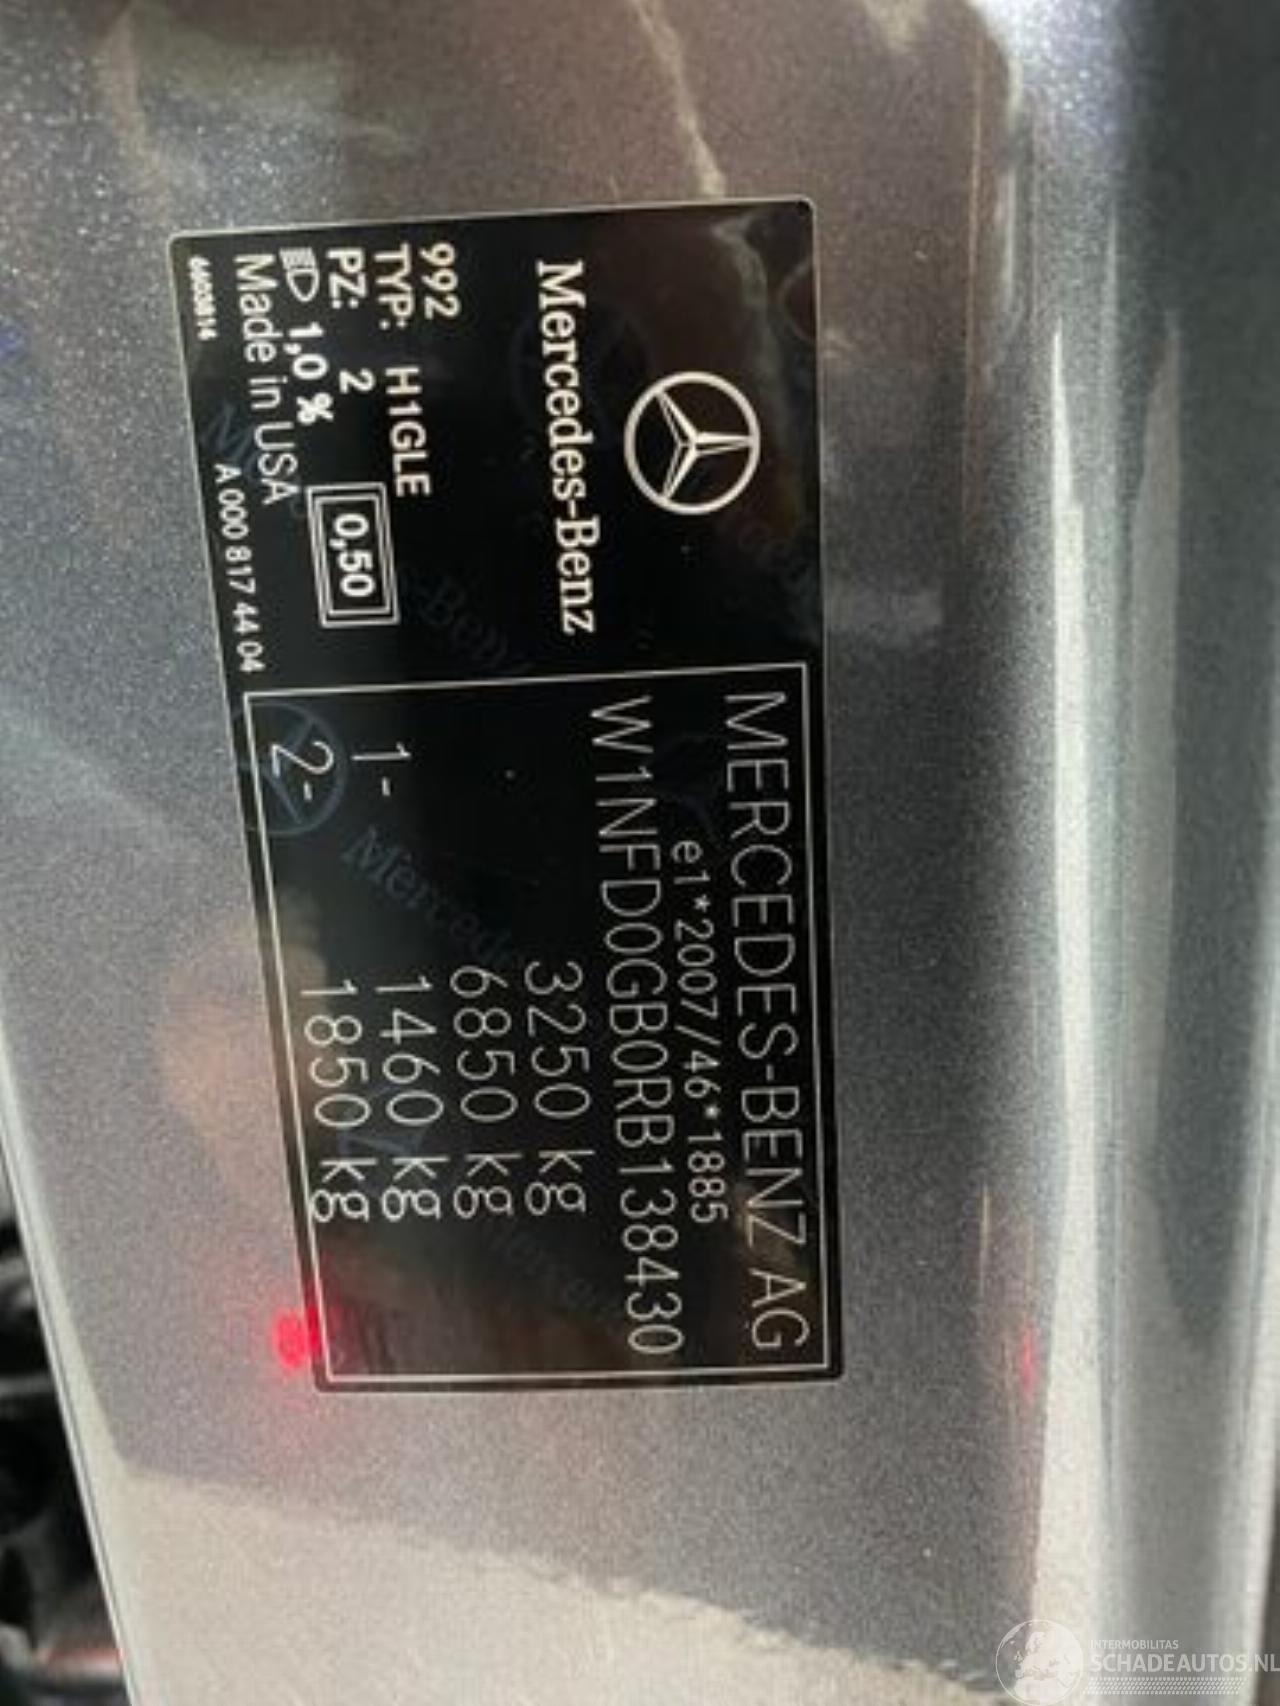 Mercedes-Benz
992
TYP: H1GLE
PZ: 2
1,0 %
0,50
Made in USA
6603814
A 000 817 44 04
MERCEDES-BENZ AG
e1*2007/46*1885
W1NFD0GB0RB138430
3250 kg
6850 kg
1- 1460 kg
2- 1850 kg
INTERMOBILITAS
SCHADEAUTOS.NL